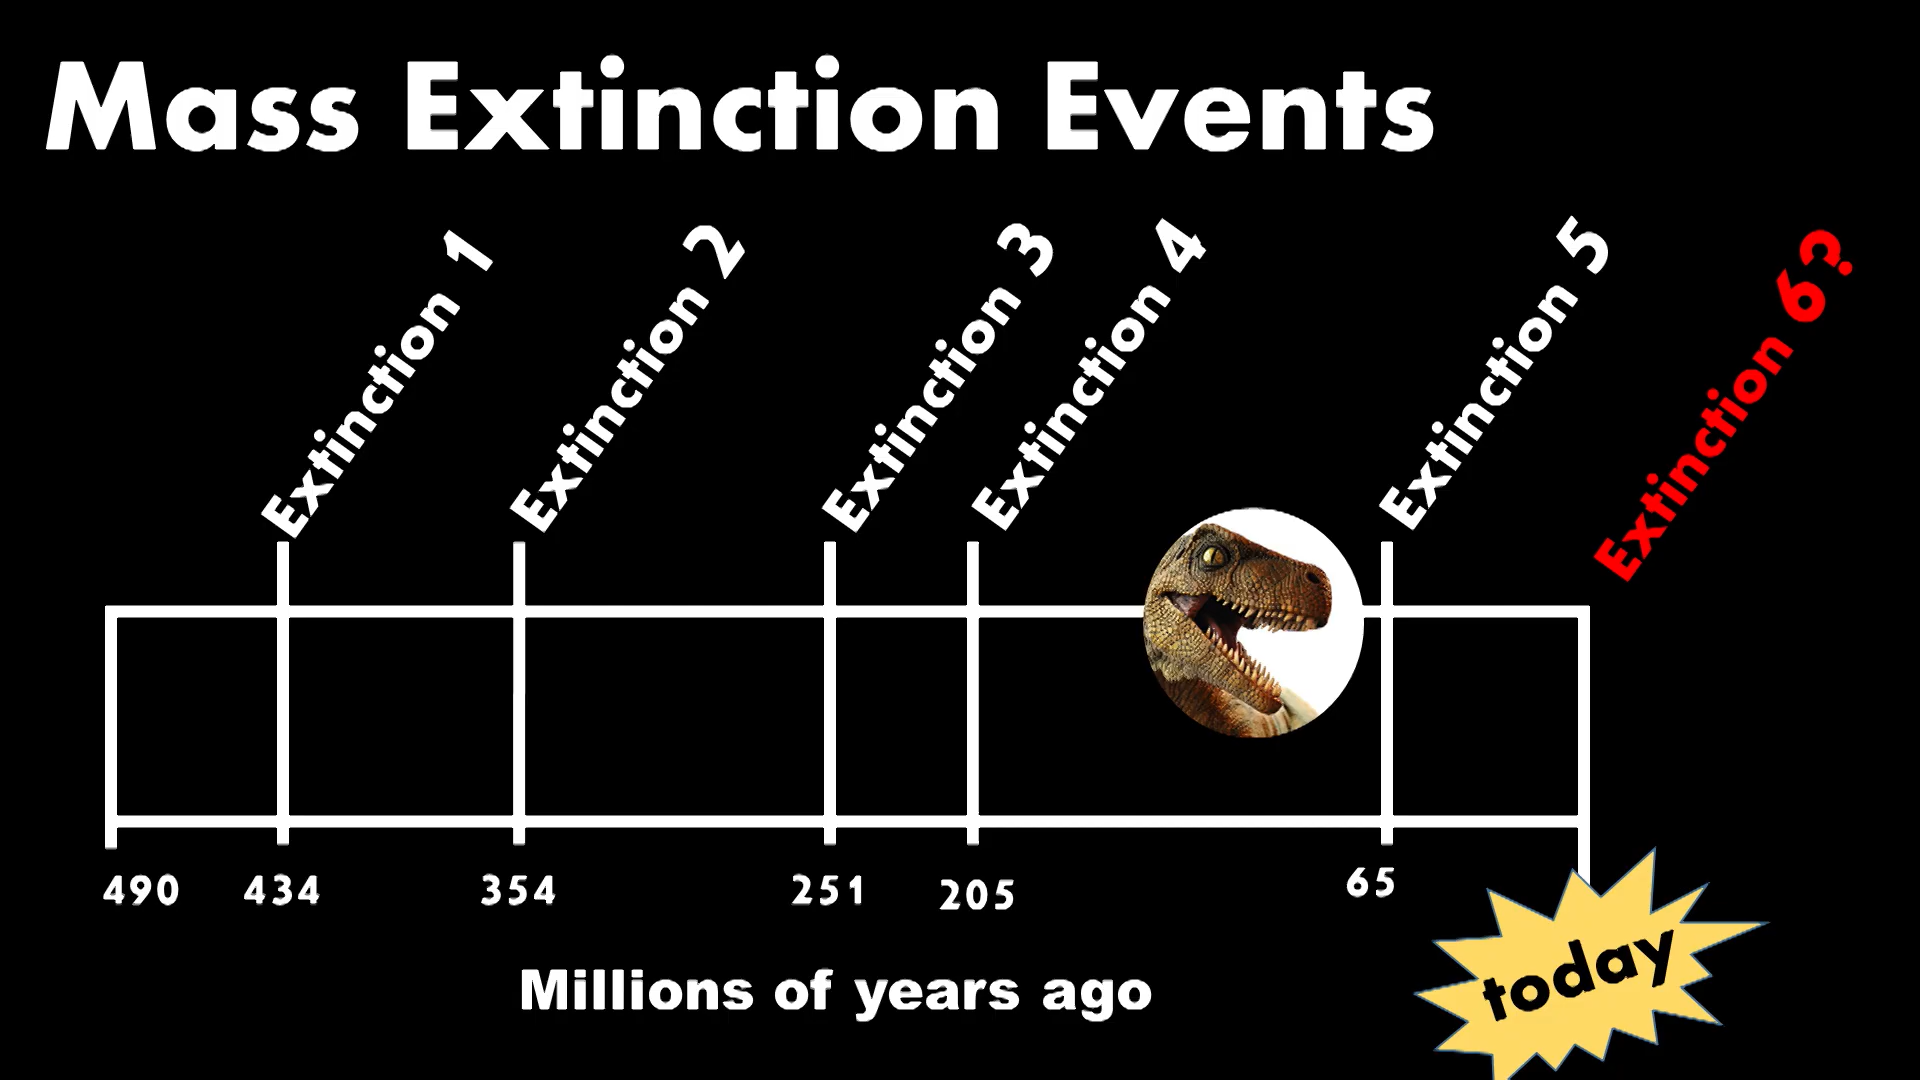 Mass Extinction Events
Extinction 1
Extinction 2
Extinction 3
Extinction 4
Extinction 5
Extinction 6?
490
434
354
251
205
65
today
Millions of years ago